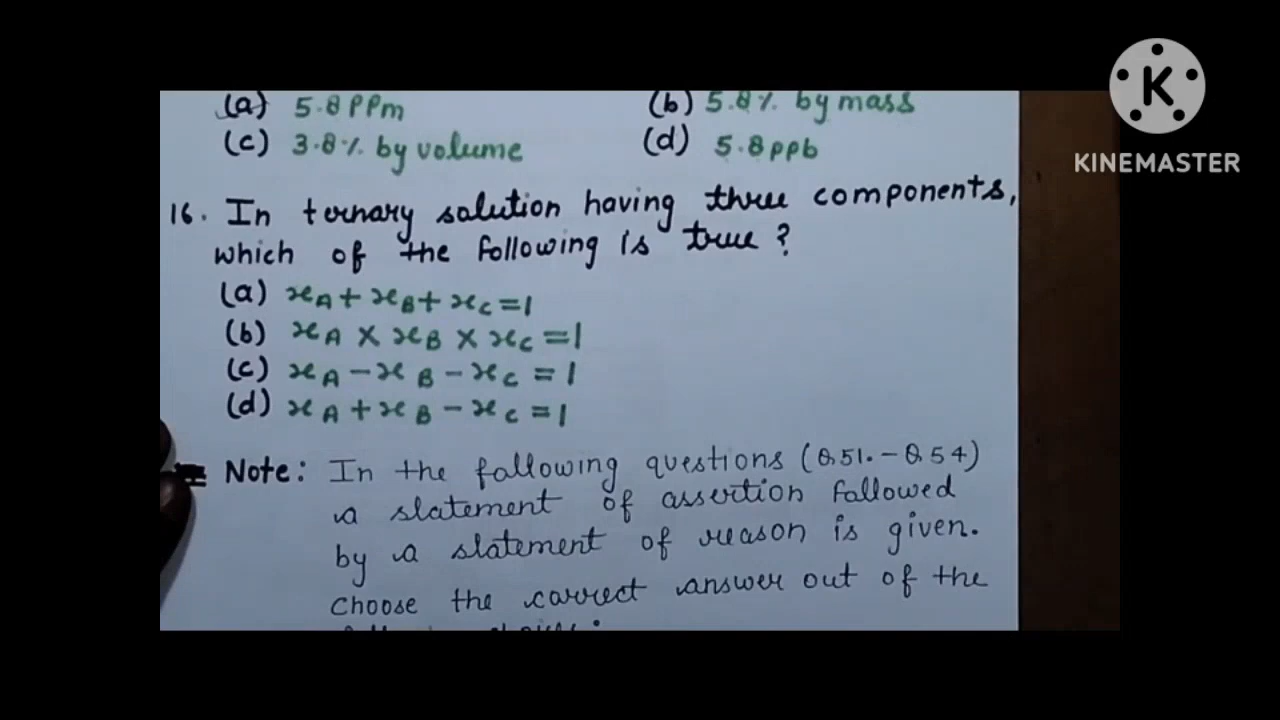 (a) 5.8 PPm (b) 5.8% by mass
(c) 3.8% by volume (d) 5.8 ppb
K
KINEMASTER
16. In ternary solution having three components,
which of the following is true ?
(a) xA + xB + xC = 1
(b) xA × xB × xC = 1
(c) xA − xB − xC = 1
(d) xA + xB − xC = 1
Note: In the following questions (Q.51. - Q.54)
a statement of assertion fallowed
by a statement of reason is given.
Choose the correct answer out of the